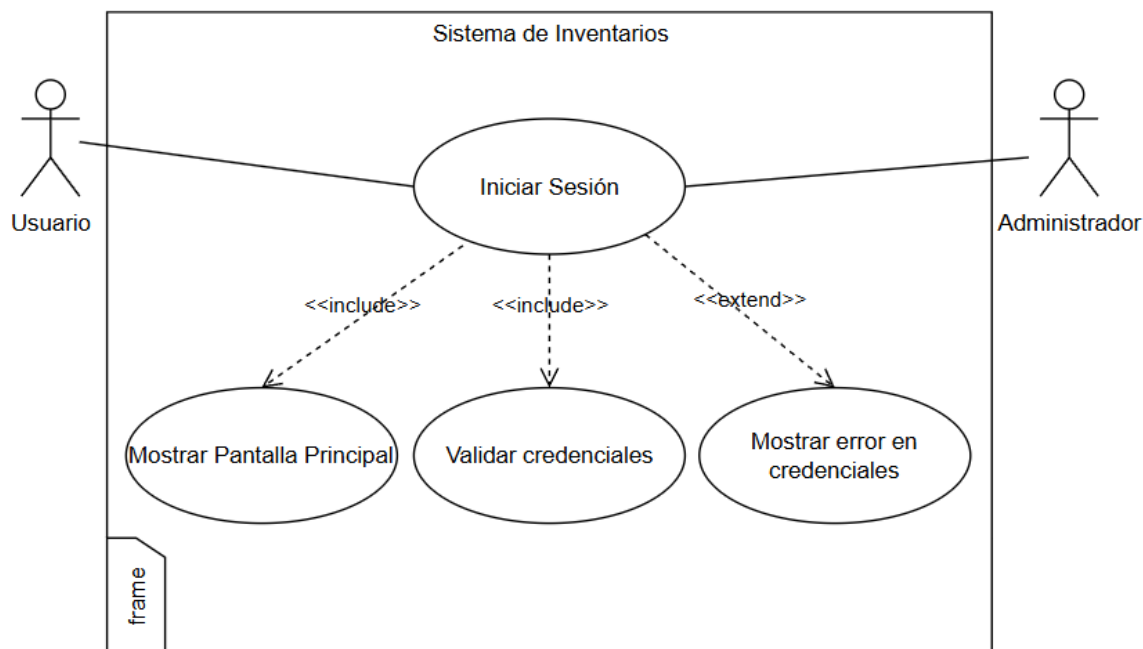 Sistema de Inventarios
Usuario
Iniciar Sesión
Administrador
<<include>>
<<include>>
<<extend>>
Mostrar Pantalla Principal
Validar credenciales
Mostrar error en
credenciales
frame